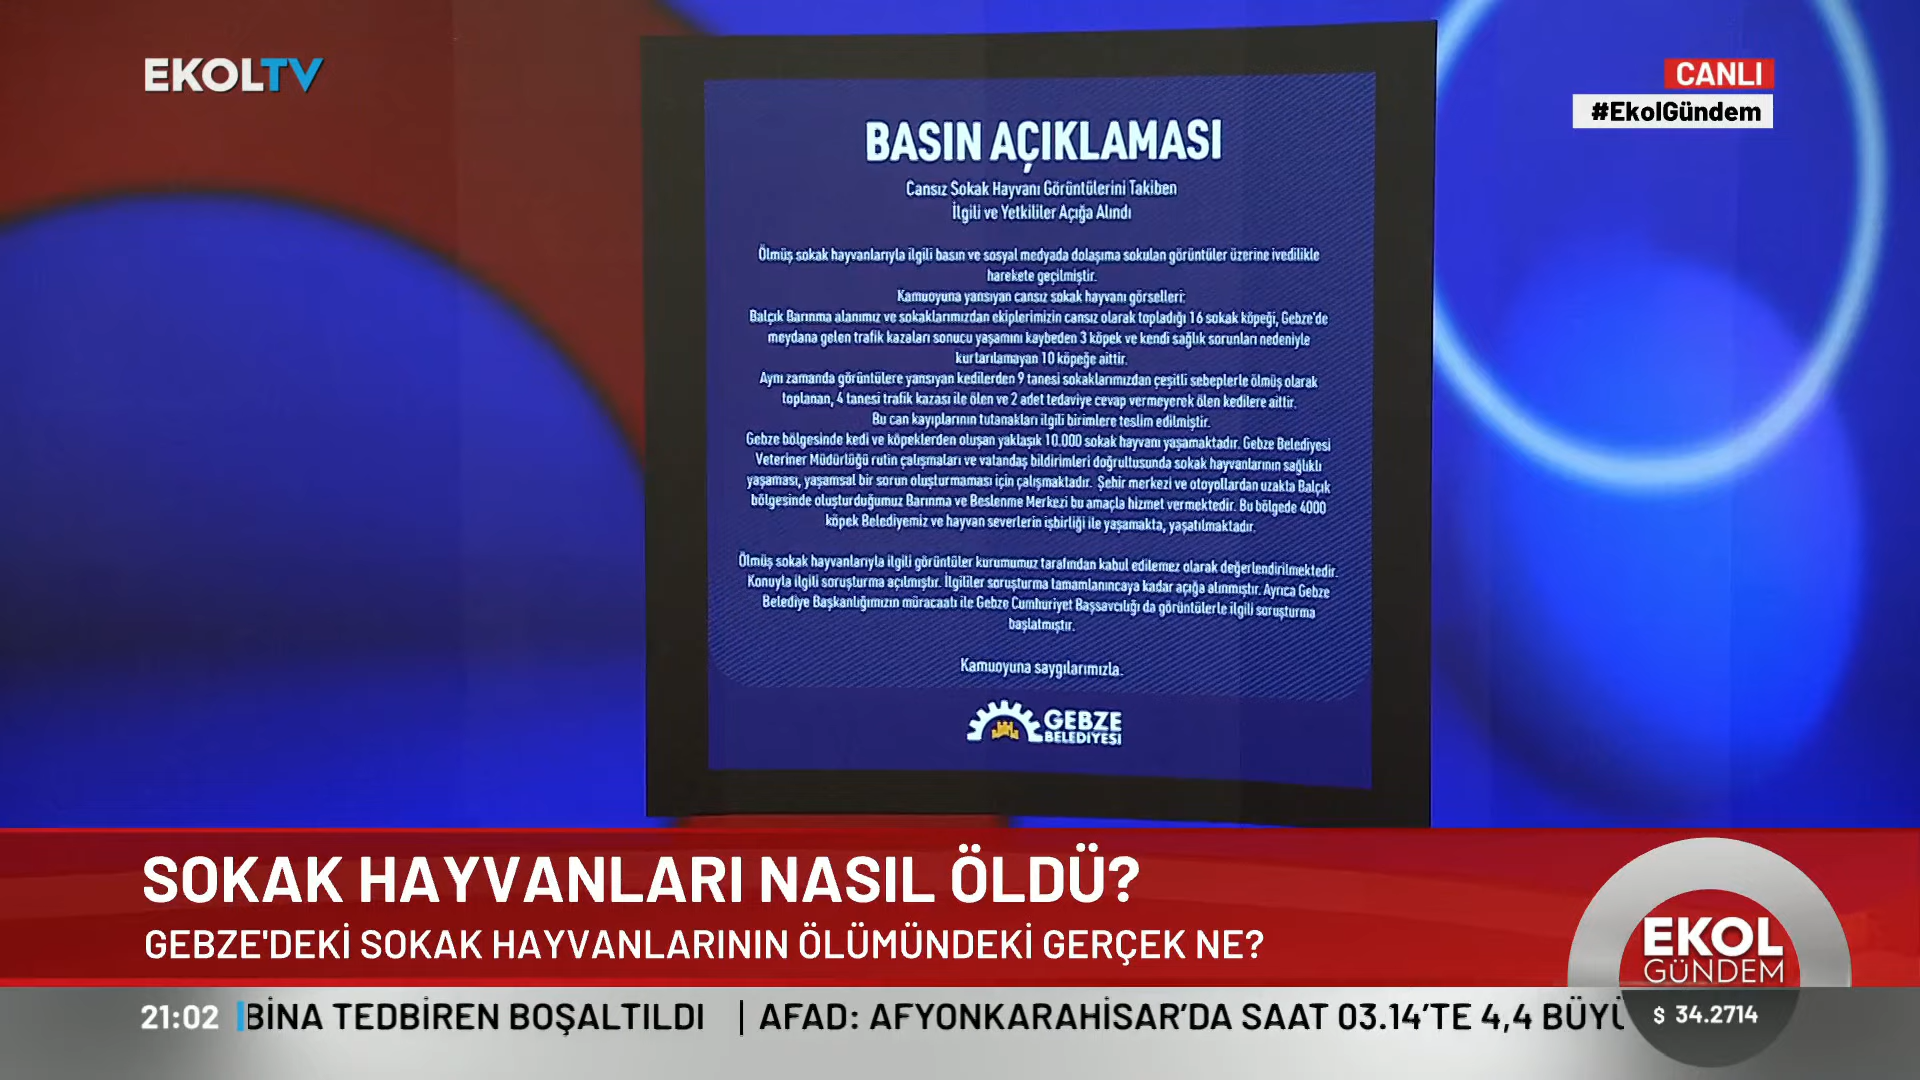 EKOLTV
CANLI
#EkolGündem
BASIN AÇIKLAMASI
Cansız Sokak Hayvanı Görüntülerini Takiben
İlgili ve Yetkililer Açığa Alındı
Ölmüş sokak hayvanlarıyla ilgili basın ve sosyal medyada dolaşıma sokulan görüntüler üzerine ivedilikle
harekete geçilmiştir.
Kamuoyuna yansıyan cansız sokak hayvanı görselleri:
Balçık Barınma alanımız ve sokaklarımızdan ekiplerimizin cansız olarak topladığı 16 sokak köpeği, Gebze'de
meydana gelen trafik kazaları sonucu yaşamını kaybeden 3 köpek ve kendi sağlık sorunları nedeniyle
kurtarılamayan 10 köpeğe aittir.
Aynı zamanda görüntülere yansıyan kedilerden 9 tanesi sokaklarımızdan çeşitli sebeplerle ölmüş olarak
toplanan, 4 tanesi trafik kazası ile ölen ve 2 adet tedaviye cevap vermeyerek ölen kedilere aittir.
Bu can kayıplarının tutanakları ilgili birimlere teslim edilmiştir.
Gebze bölgesinde kedi ve köpeklerden oluşan yaklaşık 10.000 sokak hayvanı yaşamaktadır. Gebze Belediyesi
Veteriner Müdürlüğü rutin çalışmaları ve vatandaş bildirimleri doğrultusunda sokak hayvanlarının sağlıklı
yaşaması, yaşamsal bir sorun oluşturmaması için çalışmaktadır. Şehir merkezi ve otoyollardan uzakta Balçık
bölgesinde oluşturduğumuz Barınma ve Beslenme Merkezi bu amaçla hizmet vermektedir. Bu bölgede 4000
köpek Belediyemiz ve hayvan severlerin işbirliği ile yaşamakta, yaşatılmaktadır.
Ölmüş sokak hayvanlarıyla ilgili görüntüler kurumumuz tarafından kabul edilemez olarak değerlendirilmektedir.
Konuyla ilgili soruşturma açılmıştır. İlgililer soruşturma tamamlanıncaya kadar açığa alınmıştır. Ayrıca Gebze
Belediye Başkanlığımızın müracaatı ile Gebze Cumhuriyet Başsavcılığı da görüntülerle ilgili soruşturma
başlatmıştır.
Kamuoyuna saygılarımızla.
GEBZE
BELEDİYESİ
SOKAK HAYVANLARI NASIL ÖLDÜ?
GEBZE'DEKİ SOKAK HAYVANLARININ ÖLÜMÜNDEKİ GERÇEK NE?
EKOL
GÜNDEM
21:02 BİNA TEDBİREN BOŞALTILDI | AFAD: AFYONKARAHİSAR'DA SAAT 03.14'TE 4,4 BÜYÜ
$ 34.2714